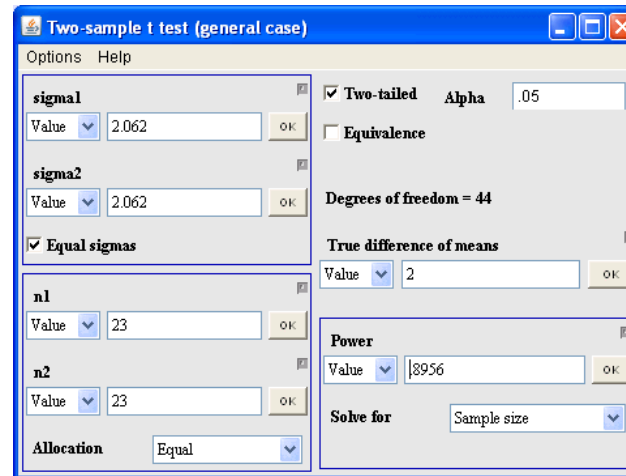 Two-sample t test (general case)
Options Help
sigma1
Value 2.062 OK
sigma2
Value 2.062 OK
Equal sigmas
n1
Value 23 OK
n2
Value 23 OK
Allocation Equal
Two-tailed Alpha .05
Equivalence
Degrees of freedom = 44
True difference of means
Value 2 OK
Power
Value .8956 OK
Solve for Sample size